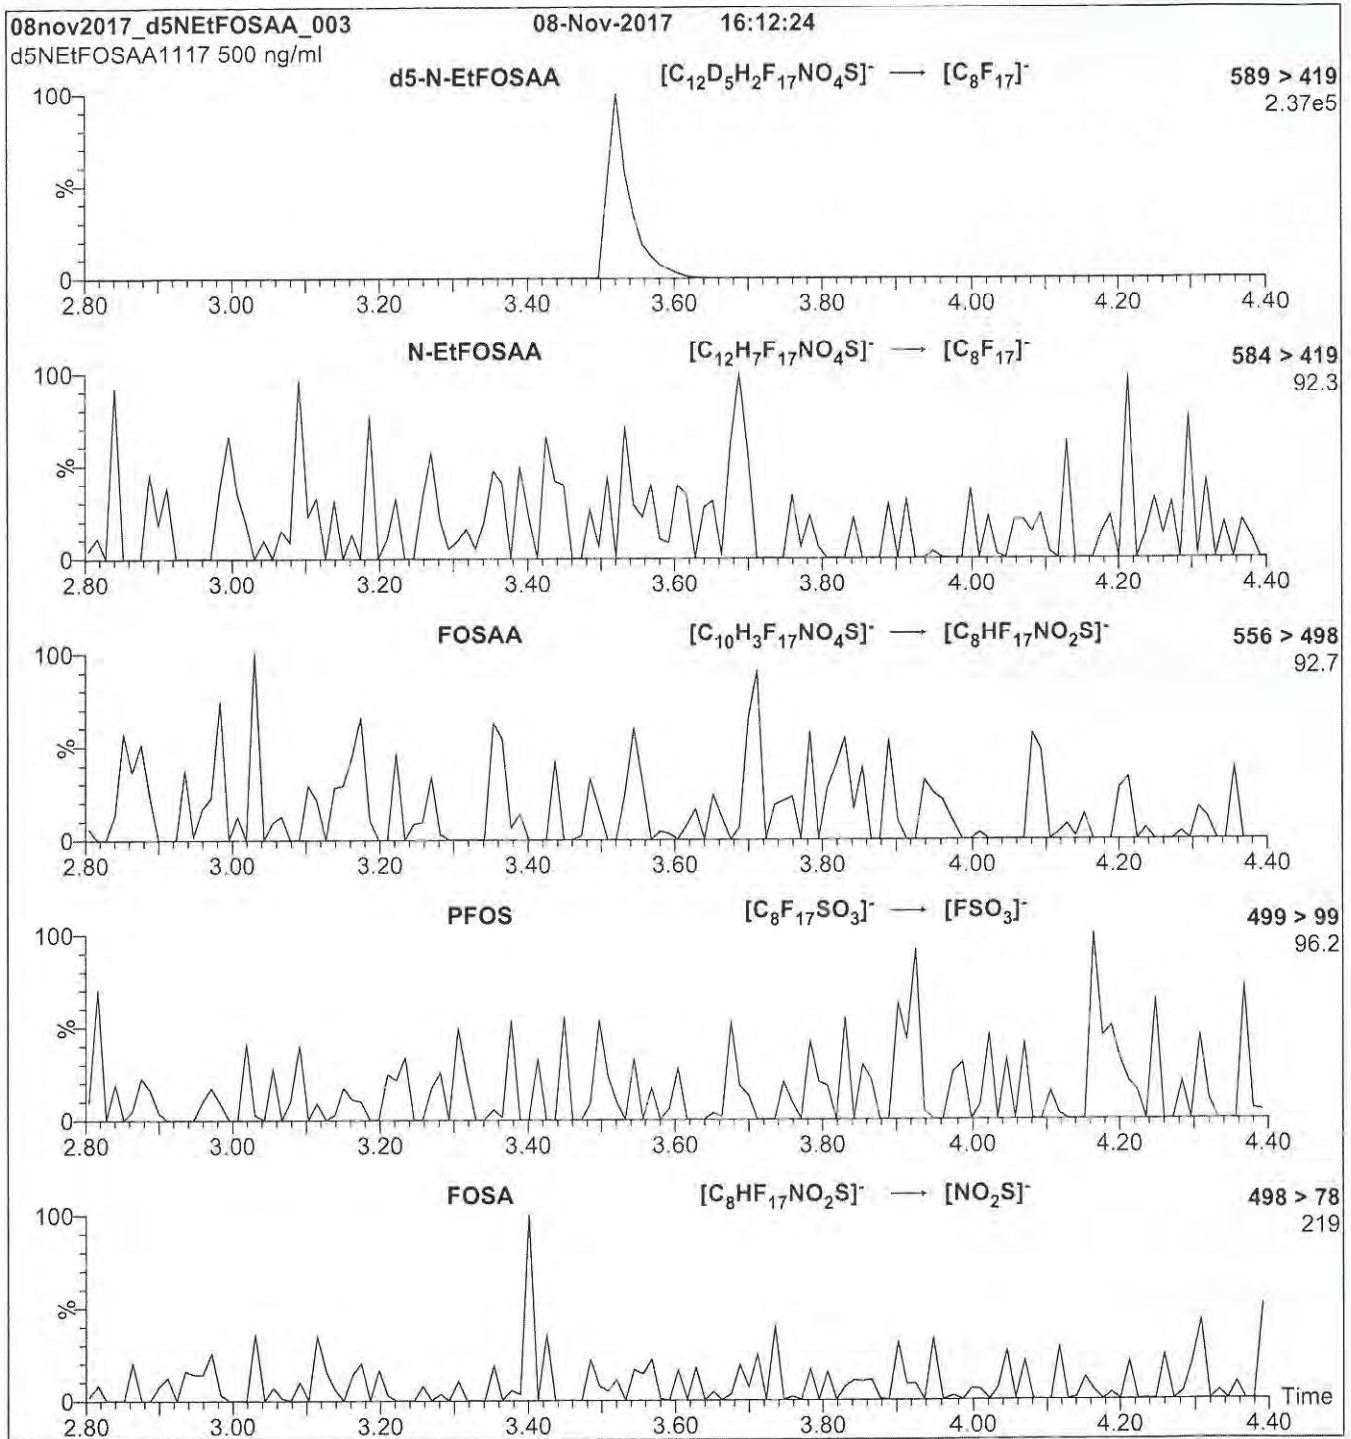 08nov2017_d5NEtFOSAA_003 08-Nov-2017 16:12:24
d5NEtFOSAA1117 500 ng/ml
d5-N-EtFOSAA [C₁₂D₅H₂F₁₇NO₄S]⁻ → [C₈F₁₇]⁻ 589 > 419
2.37e5
100
%
0
2.80 3.00 3.20 3.40 3.60 3.80 4.00 4.20 4.40
N-EtFOSAA [C₁₂H₇F₁₇NO₄S]⁻ → [C₈F₁₇]⁻ 584 > 419
92.3
100
%
0
2.80 3.00 3.20 3.40 3.60 3.80 4.00 4.20 4.40
FOSAA [C₁₀H₃F₁₇NO₄S]⁻ → [C₈HF₁₇NO₂S]⁻ 556 > 498
92.7
100
%
0
2.80 3.00 3.20 3.40 3.60 3.80 4.00 4.20 4.40
PFOS [C₈F₁₇SO₃]⁻ → [FSO₃]⁻ 499 > 99
96.2
100
%
0
2.80 3.00 3.20 3.40 3.60 3.80 4.00 4.20 4.40
FOSA [C₈HF₁₇NO₂S]⁻ → [NO₂S]⁻ 498 > 78
219
100
%
0 Time
2.80 3.00 3.20 3.40 3.60 3.80 4.00 4.20 4.40